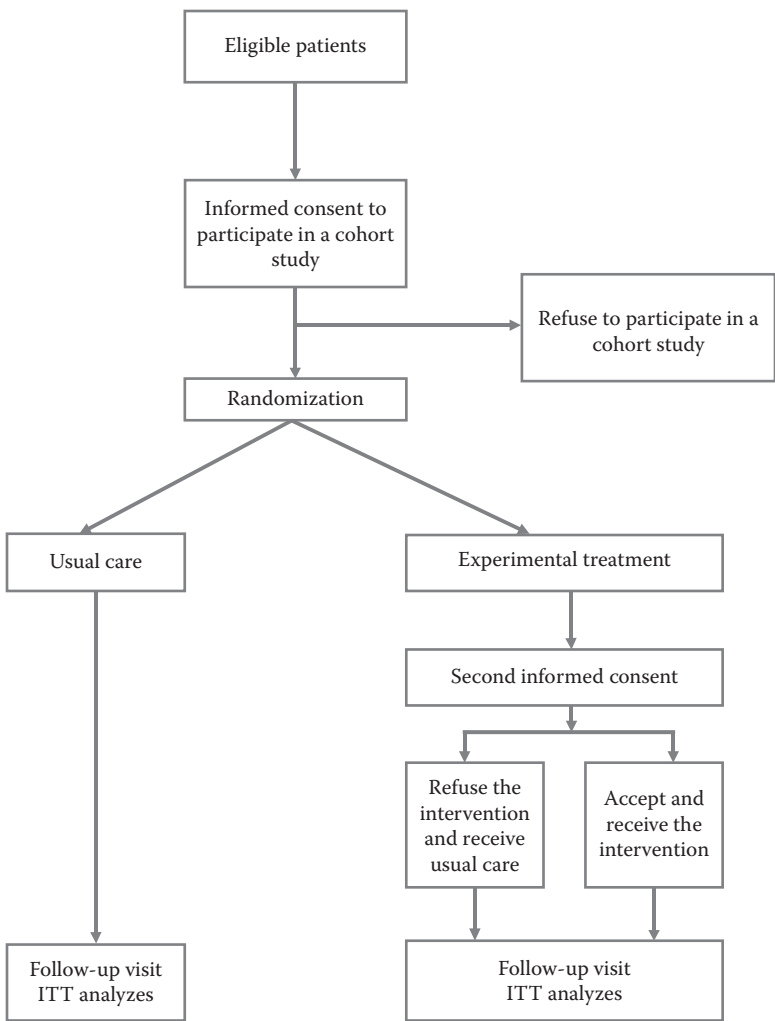 Eligible patients
Informed consent to
participate in a cohort
study
Refuse to participate in a
cohort study
Randomization
Usual care
Experimental treatment
Second informed consent
Refuse the
intervention
and receive
usual care
Accept and
receive the
intervention
Follow-up visit
ITT analyzes
Follow-up visit
ITT analyzes